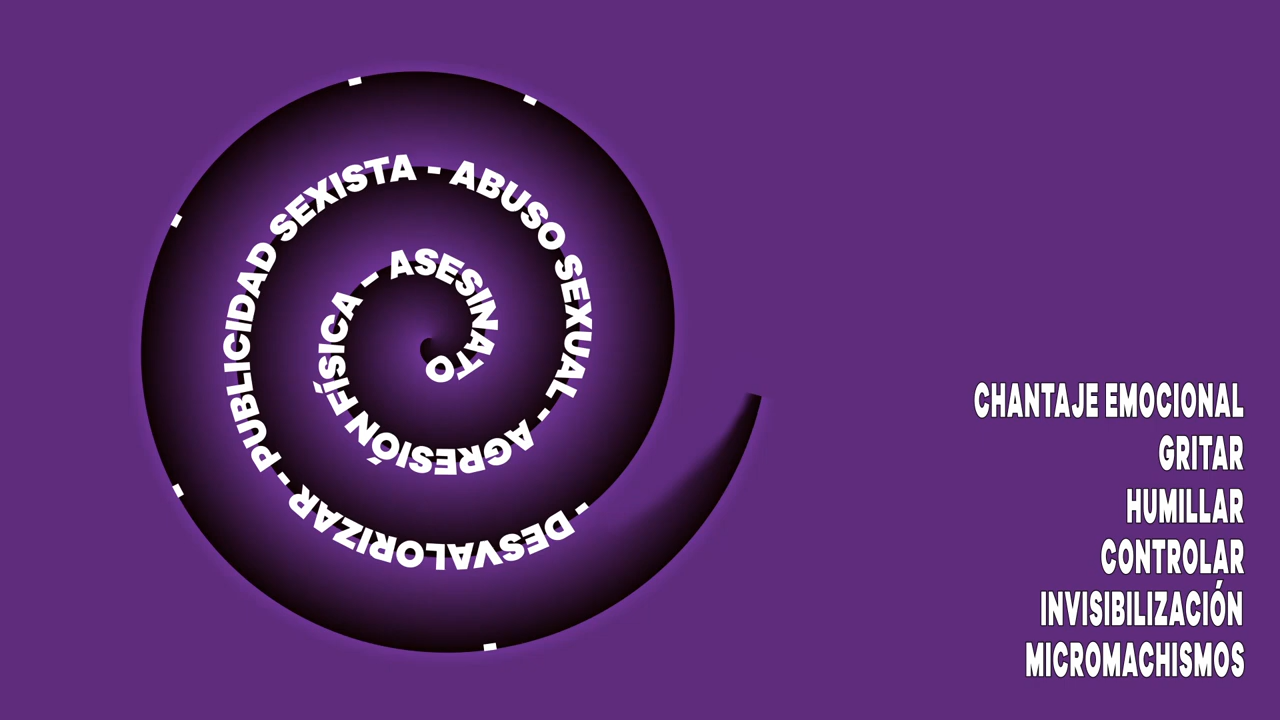 - DESVALORIZAR - PUBLICIDAD SEXISTA - ABUSO SEXUAL - AGRESIÓN FÍSICA - ASESINATO
CHANTAJE EMOCIONAL
GRITAR
HUMILLAR
CONTROLAR
INVISIBILIZACIÓN
MICROMACHISMOS